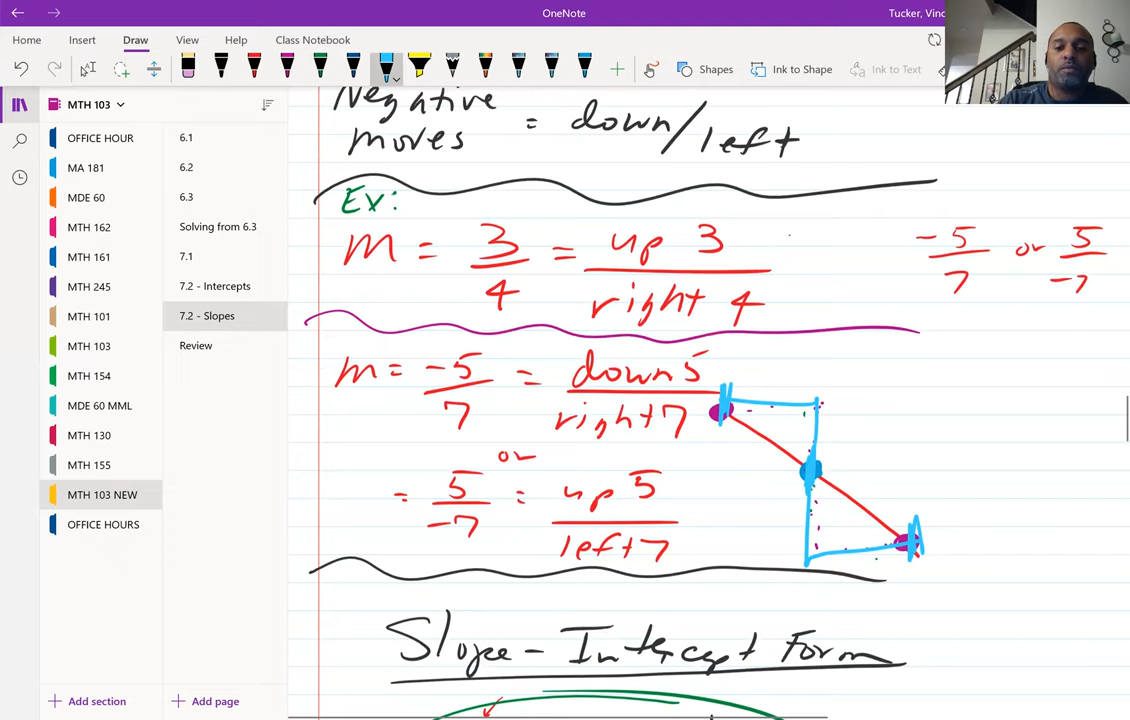 OneNote
Tucker, Vinc
Home Insert Draw View Help Class Notebook
Shapes Ink to Shape Ink to Text
MTH 103
OFFICE HOUR
MA 181
MDE 60
MTH 162
MTH 161
MTH 245
MTH 101
MTH 103
MTH 154
MDE 60 MML
MTH 130
MTH 155
MTH 103 NEW
OFFICE HOURS
Add section
6.1
6.2
6.3
Solving from 6.3
7.1
7.2 - Intercepts
7.2 - Slopes
Review
Add page
Negative moves = down/left
Ex:
m = 3/4 = up 3/right 4
-5/7 or 5/-7
m = -5/7 = down 5/right 7
or
= 5/-7 = up 5/left 7
Slope - Intercept Form